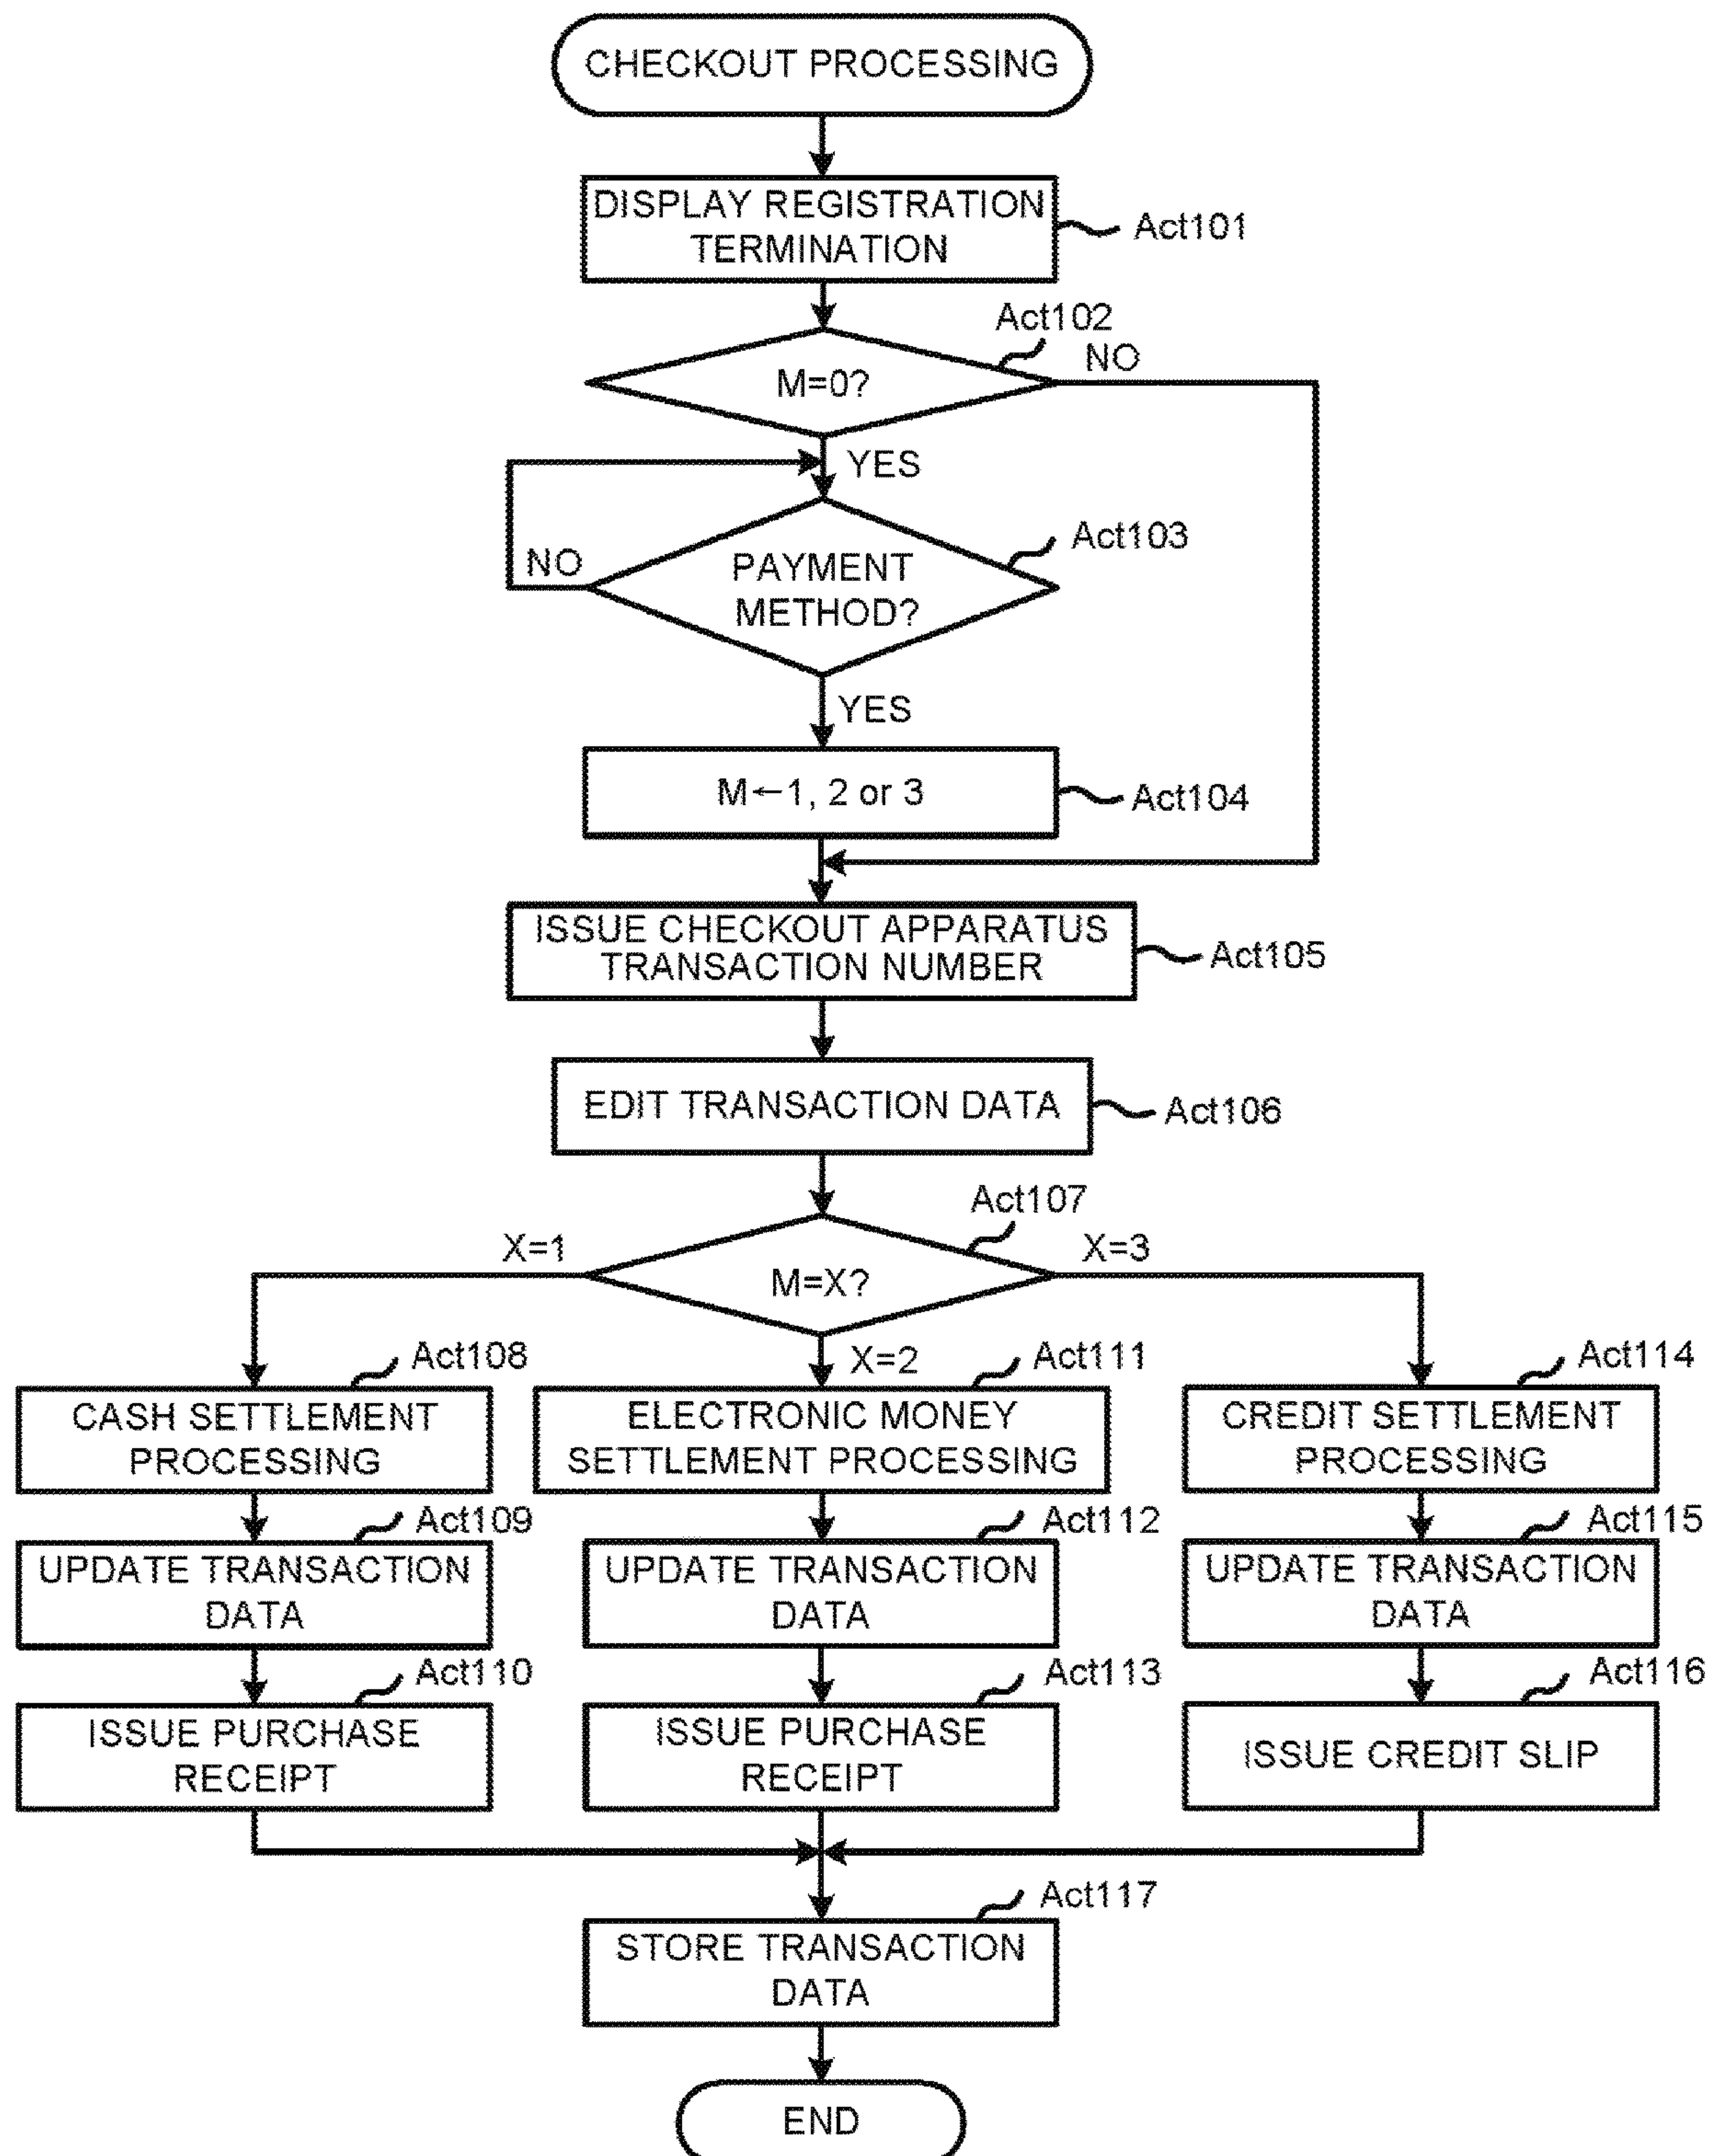 CHECKOUT PROCESSING
DISPLAY REGISTRATION
TERMINATION
Act101
Act102
M=0?
NO
YES
Act103
PAYMENT
METHOD?
NO
YES
M←1, 2 or 3
Act104
ISSUE CHECKOUT APPARATUS
TRANSACTION NUMBER
Act105
EDIT TRANSACTION DATA
Act106
Act107
X=1
M=X?
X=3
X=2
Act108
CASH SETTLEMENT
PROCESSING
Act111
ELECTRONIC MONEY
SETTLEMENT PROCESSING
Act114
CREDIT SETTLEMENT
PROCESSING
Act109
UPDATE TRANSACTION
DATA
Act112
UPDATE TRANSACTION
DATA
Act115
UPDATE TRANSACTION
DATA
Act110
ISSUE PURCHASE
RECEIPT
Act113
ISSUE PURCHASE
RECEIPT
Act116
ISSUE CREDIT SLIP
Act117
STORE TRANSACTION
DATA
END